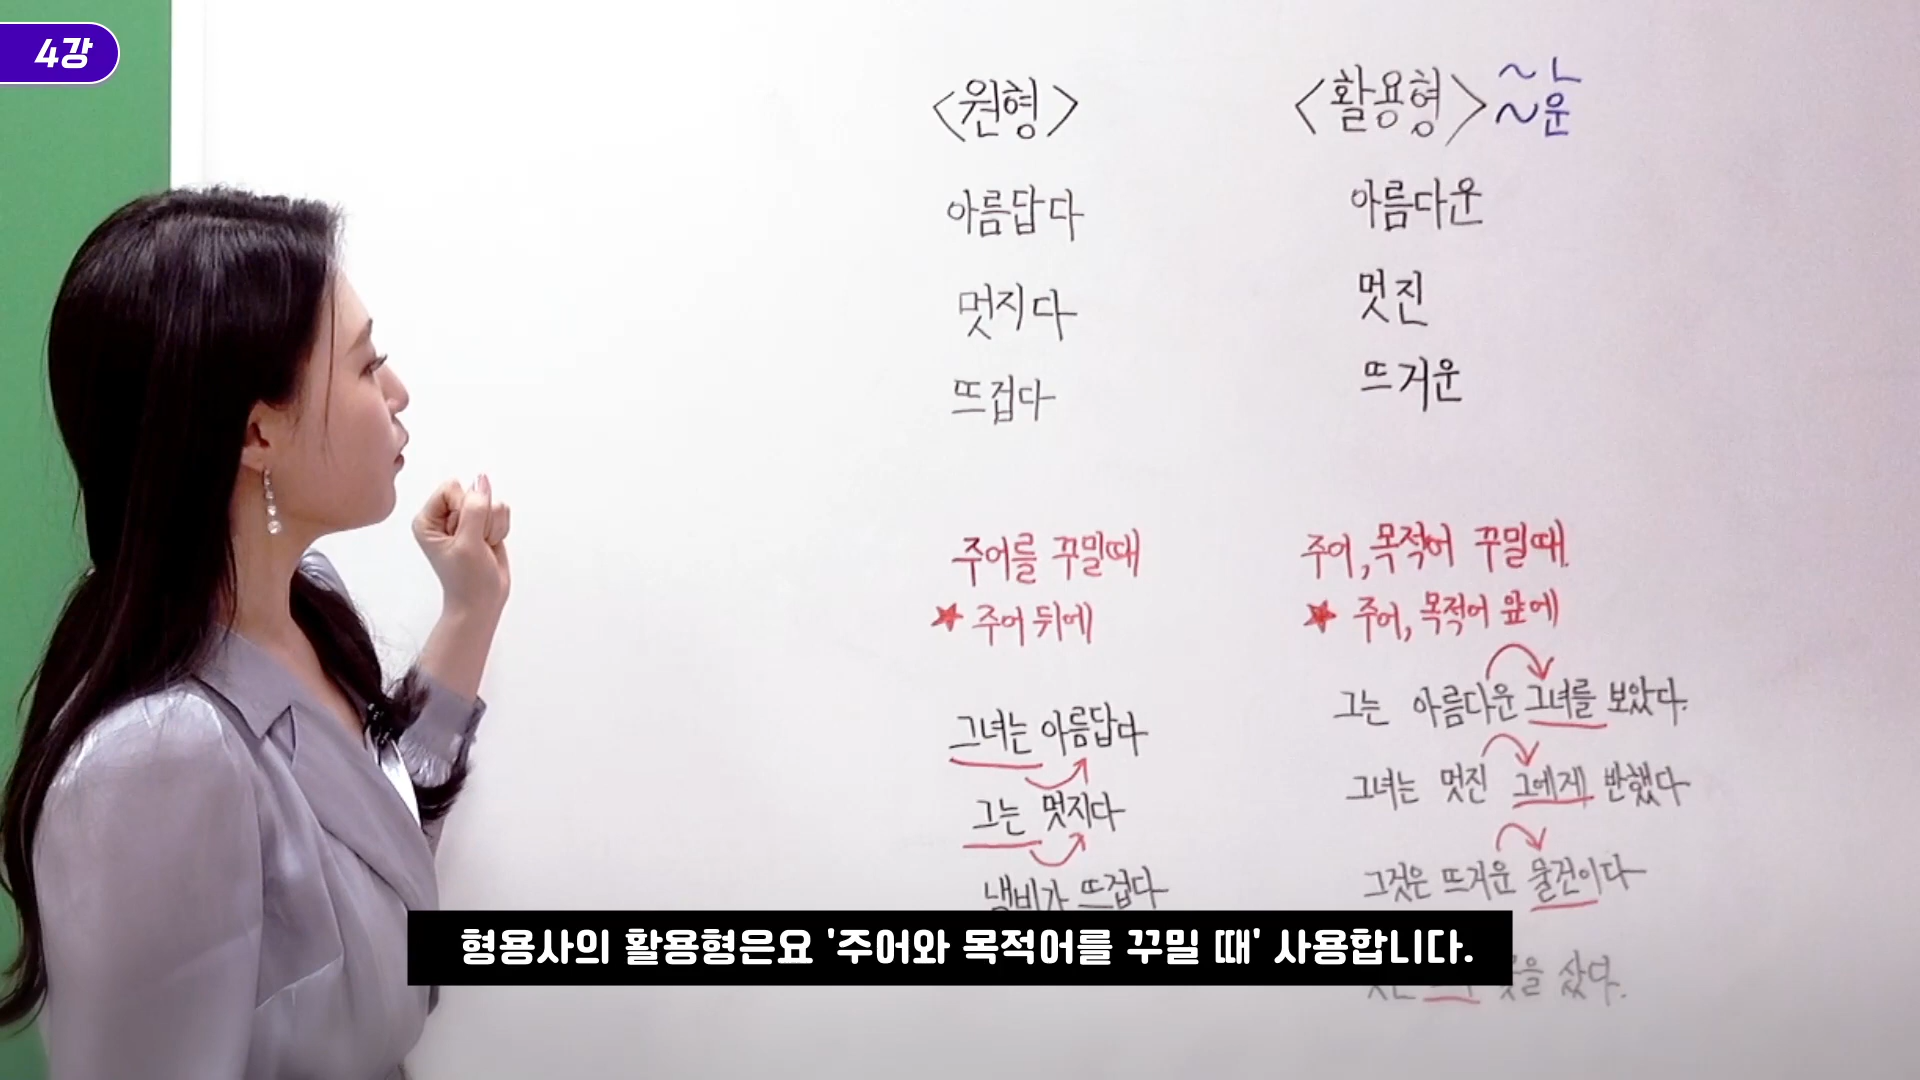 4강
<원형>
아름답다
멋지다
뜨겁다
주어를 꾸밀때
★ 주어 뒤에
그녀는 아름답다
그는 멋지다
냄비가 뜨겁다
<활용형> ~ㄴ
~운
아름다운
멋진
뜨거운
주어, 목적어 꾸밀때.
★ 주어, 목적어 앞에
그는 아름다운 그녀를 보았다.
그녀는 멋진 그에게 반했다
그것은 뜨거운 물건이다
샀다.
형용사의 활용형은요 '주어와 목적어를 꾸밀 때' 사용합니다.